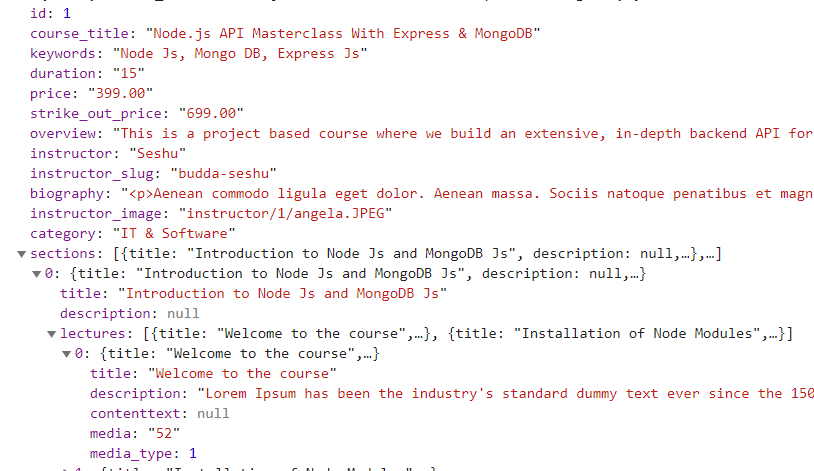 id: 1
course_title: "Node.js API Masterclass With Express & MongoDB"
keywords: "Node Js, Mongo DB, Express Js"
duration: "15"
price: "399.00"
strike_out_price: "699.00"
overview: "This is a project based course where we build an extensive, in-depth backend API for
instructor: "Seshu"
instructor_slug: "budda-seshu"
biography: "<p>Aenean commodo ligula eget dolor. Aenean massa. Sociis natoque penatibus et magn
instructor_image: "instructor/1/angela.JPEG"
category: "IT & Software"
▼sections: [{title: "Introduction to Node Js and MongoDB Js", description: null,…},…]
▼0: {title: "Introduction to Node Js and MongoDB Js", description: null,…}
title: "Introduction to Node Js and MongoDB Js"
description: null
▼lectures: [{title: "Welcome to the course",…}, {title: "Installation of Node Modules",…}]
▼0: {title: "Welcome to the course",…}
title: "Welcome to the course"
description: "Lorem Ipsum has been the industry's standard dummy text ever since the 150
contenttext: null
media: "52"
media_type: 1